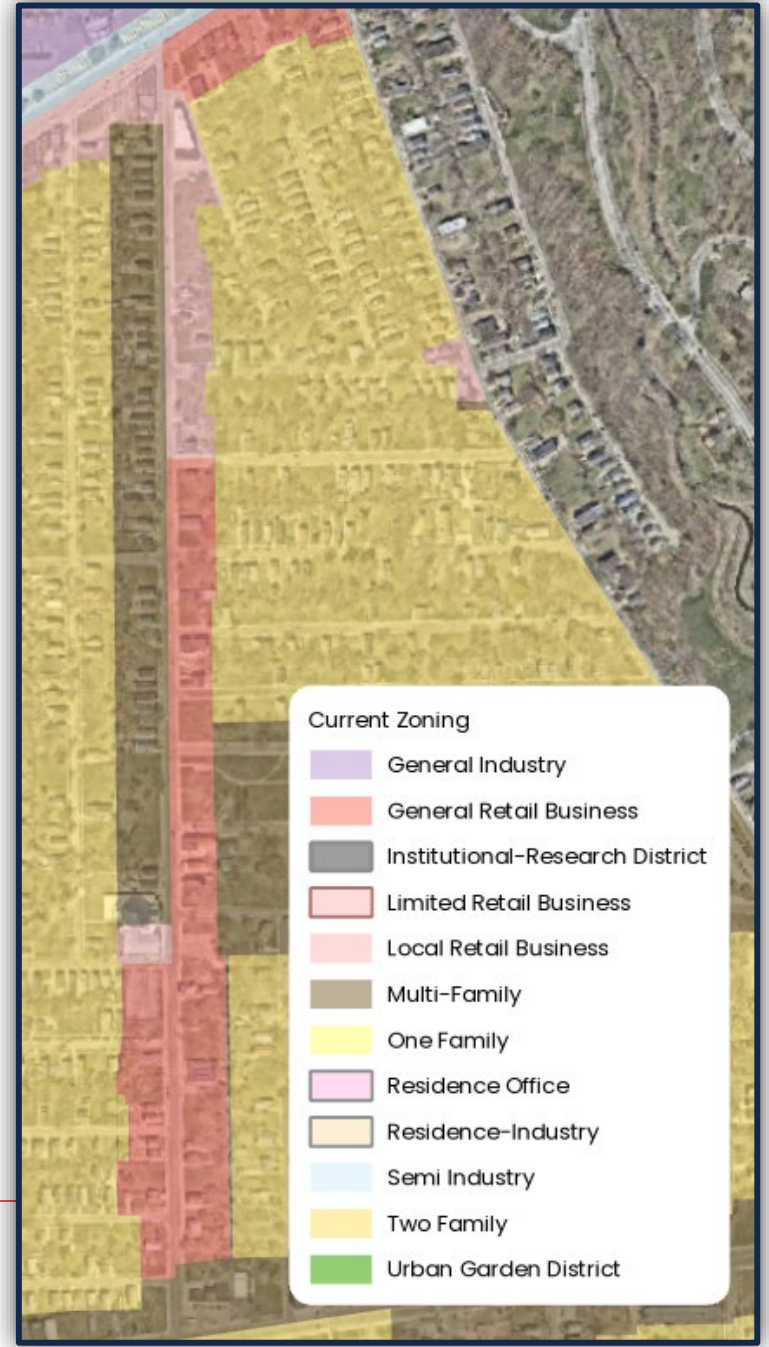 Current Zoning
General Industry
General Retail Business
Institutional-Research District
Limited Retail Business
Local Retail Business
Multi-Family
One Family
Residence Office
Residence-Industry
Semi Industry
Two Family
Urban Garden District